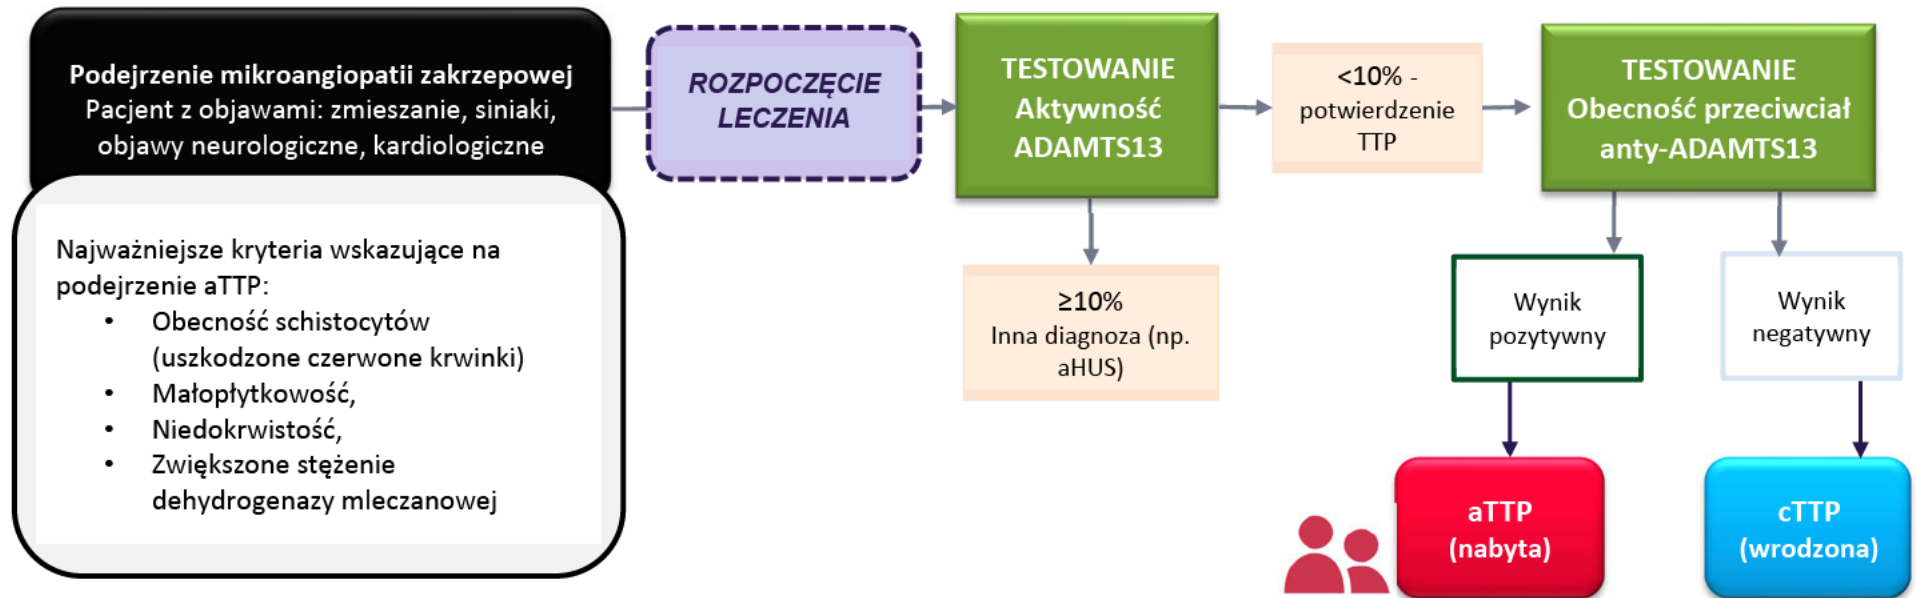 Podejrzenie mikroangiopatii zakrzepowej
Pacjent z objawami: zmieszanie, siniaki,
objawy neurologiczne, kardiologiczne
Najważniejsze kryteria wskazujące na
podejrzenie aTTP:
• Obecność schistocytów
(uszkodzone czerwone krwinki)
• Małopłytkowość,
• Niedokrwistość,
• Zwiększone stężenie
dehydrogenazy mleczanowej
ROZPOCZĘCIE
LECZENIA
TESTOWANIE
Aktywność
ADAMTS13
≥10%
Inna diagnoza (np.
aHUS)
<10% -
potwierdzenie
TTP
TESTOWANIE
Obecność przeciwciał
anty-ADAMTS13
Wynik
pozytywny
Wynik
negatywny
aTTP
(nabyta)
cTTP
(wrodzona)